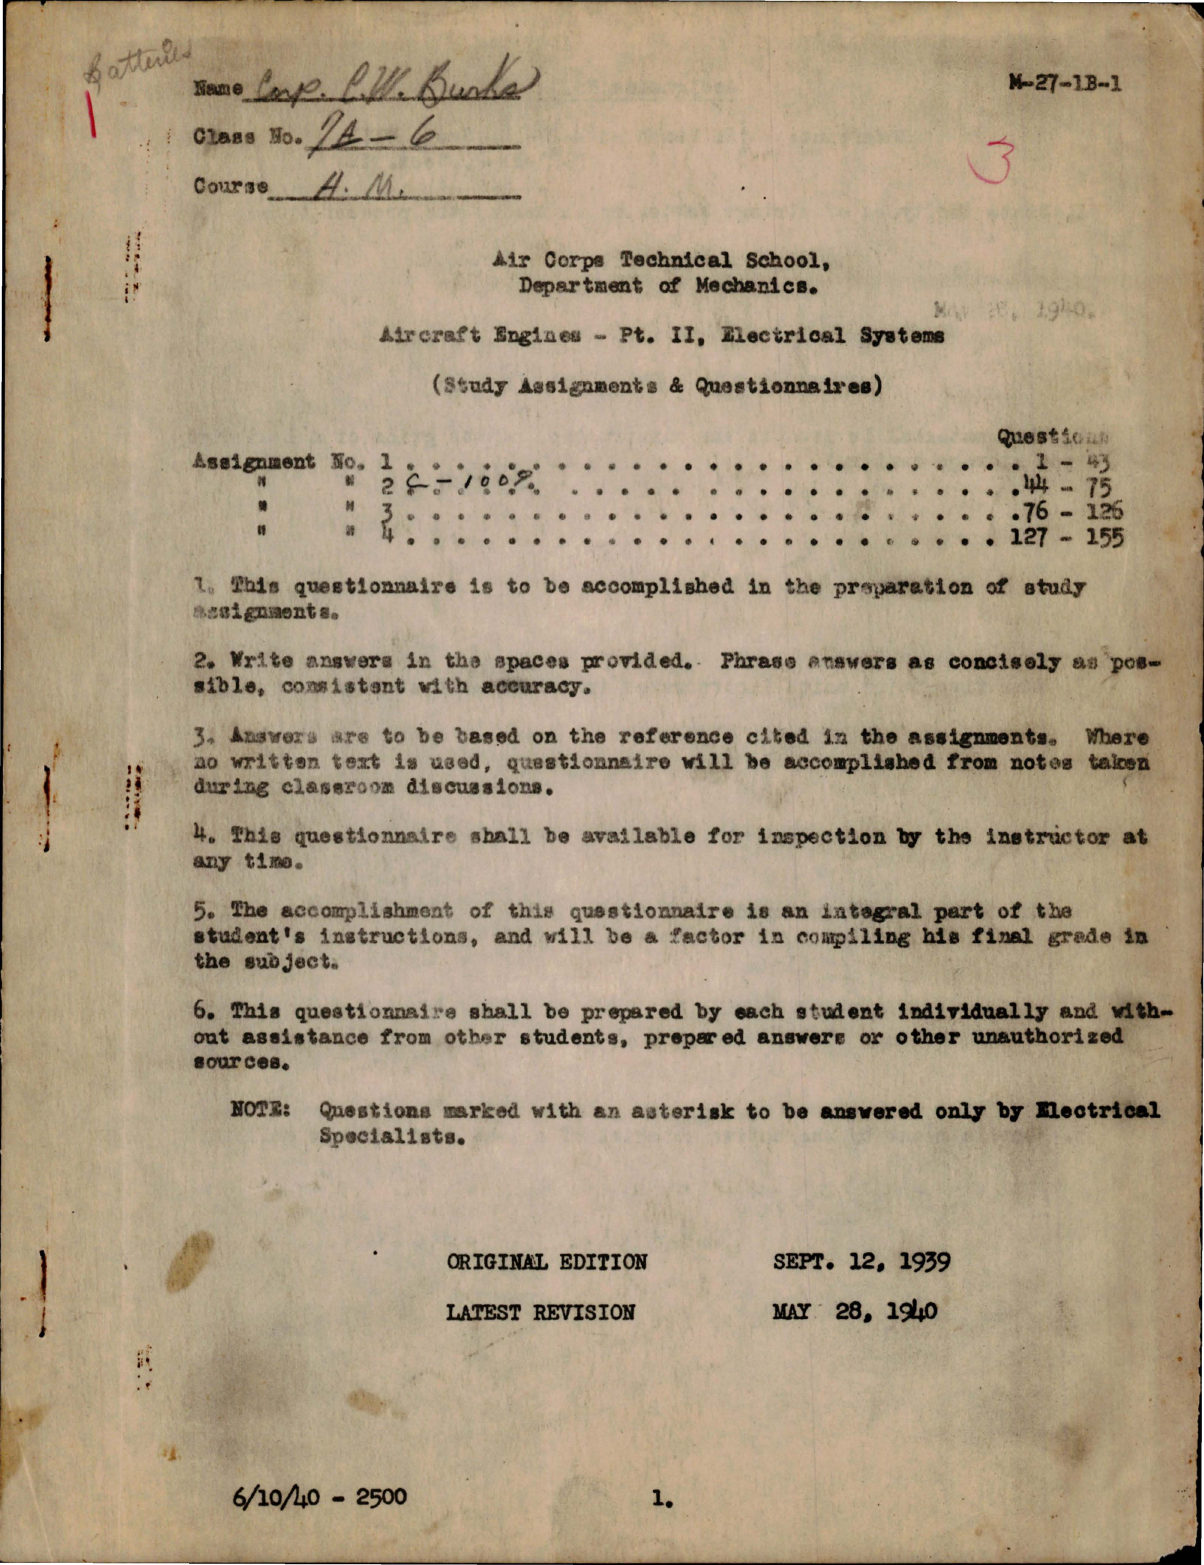 Batteries
Name Corp. C.W. Burks
M-27-1B-1
1
Class No. 7A - 6
3
Course A. M.
Air Corps Technical School,
Department of Mechanics.
1940.
Aircraft Engines - Pt. II, Electrical Systems
(Study Assignments & Questionnaires)
Questions
Assignment No. 1 . . . . . . . . . . . . . . . . . . . . . . . . . 1 - 43
" " 2 C-100%. . . . . . . . . . . . . . . . . . . . 44 - 75
" " 3 . . . . . . . . . . . . . . . . . . . . . . . . . 76 - 126
" " 4 . . . . . . . . . . . . . . . . . . . . . . . . . 127 - 155
1. This questionnaire is to be accomplished in the preparation of study
assignments.
2. Write answers in the spaces provided. Phrase answers as concisely as pos-
sible, consistent with accuracy.
3. Answers are to be based on the reference cited in the assignments. Where
no written text is used, questionnaire will be accomplished from notes taken
during classroom discussions.
4. This questionnaire shall be available for inspection by the instructor at
any time.
5. The accomplishment of this questionnaire is an integral part of the
student's instructions, and will be a factor in compiling his final grade in
the subject.
6. This questionnaire shall be prepared by each student individually and with-
out assistance from other students, prepared answers or other unauthorized
sources.
NOTE: Questions marked with an asterisk to be answered only by Electrical
Specialists.
ORIGINAL EDITION SEPT. 12, 1939
LATEST REVISION MAY 28, 1940
6/10/40 - 2500
1.